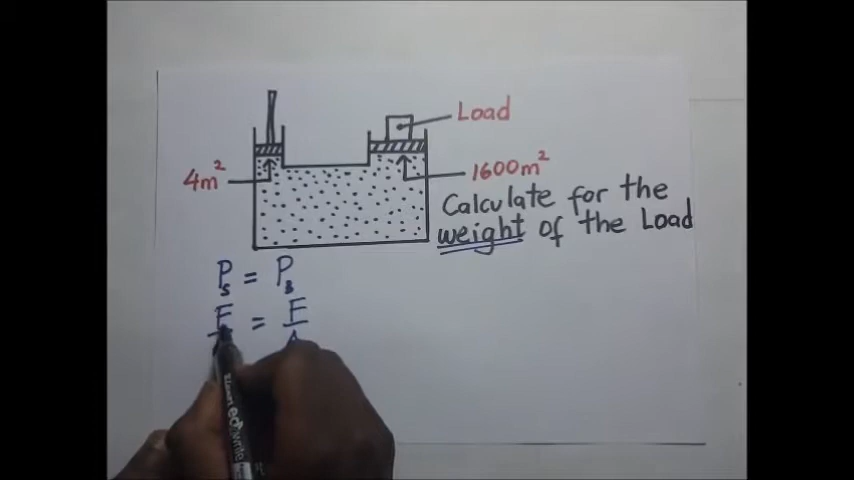 Load
4m²
1600m²
Calculate for the
weight of the Load
Ps = PB
F = F
A